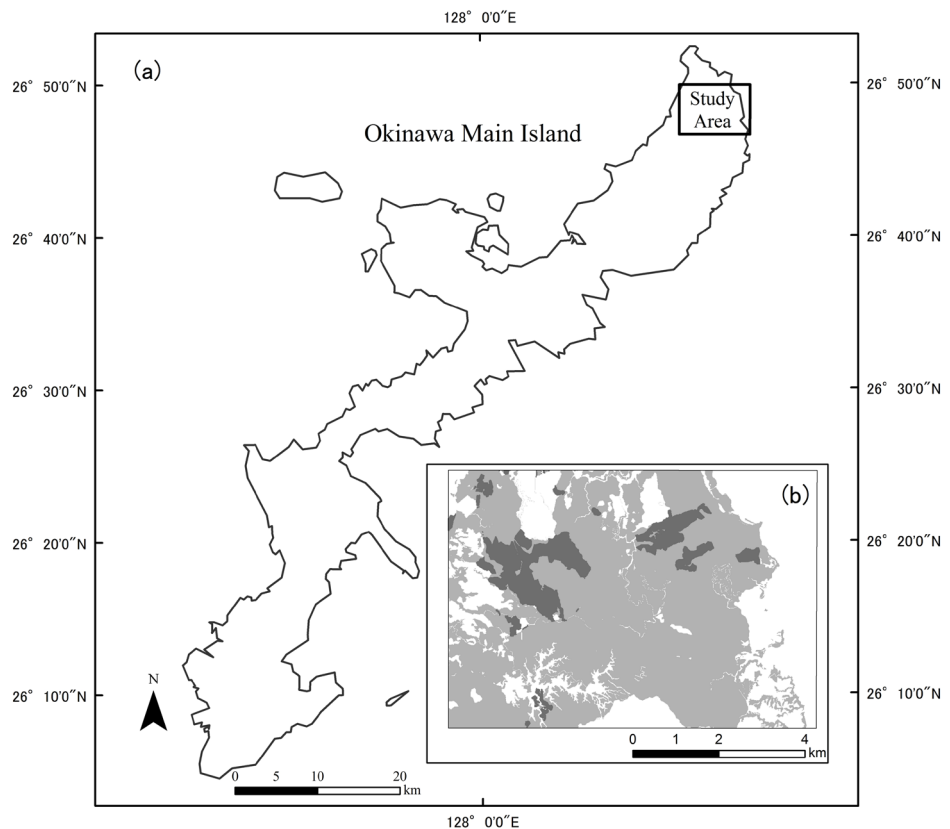 128° 0'0"E
(a)
26° 50'0"N
26° 50'0"N
Study
Area
Okinawa Main Island
26° 40'0"N
26° 40'0"N
26° 30'0"N
26° 30'0"N
(b)
26° 20'0"N
26° 20'0"N
N
26° 10'0"N
26° 10'0"N
0 1 2 4
km
0 5 10 20
km
128° 0'0"E